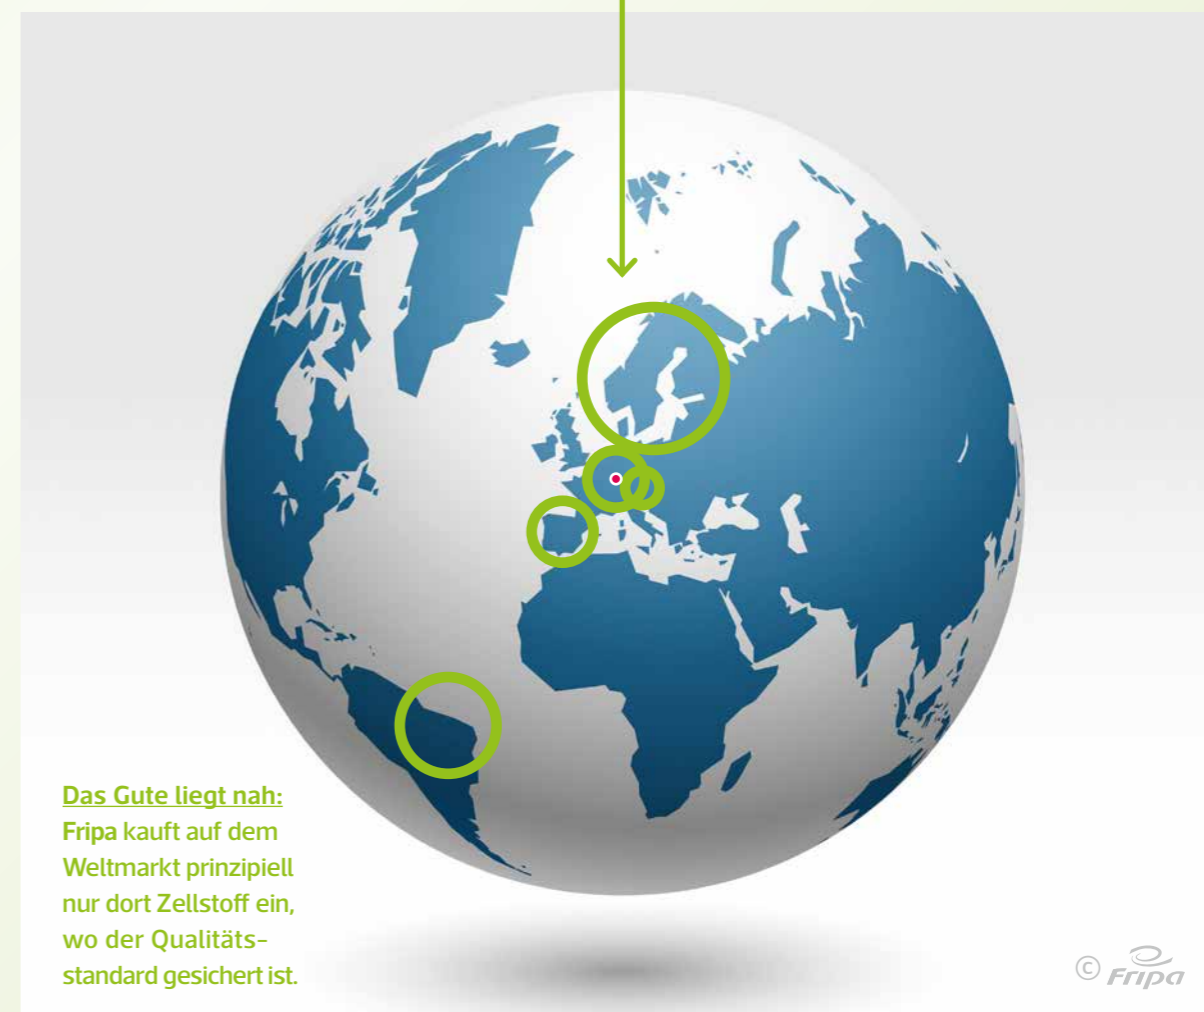 Das Gute liegt nah:
Fripa kauft auf dem
Weltmarkt prinzipiell
nur dort Zellstoff ein,
wo der Qualitäts-
standard gesichert ist.
© Fripa